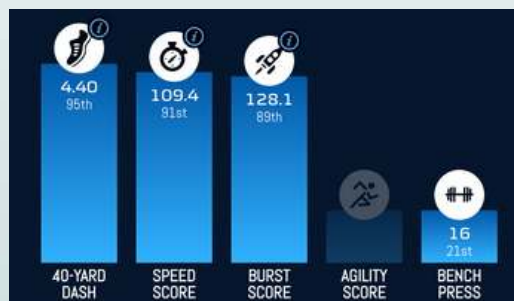 4.40
95th
109.4
91st
128.1
89th
16
21st
40-YARD
DASH
SPEED
SCORE
BURST
SCORE
AGILITY
SCORE
BENCH
PRESS